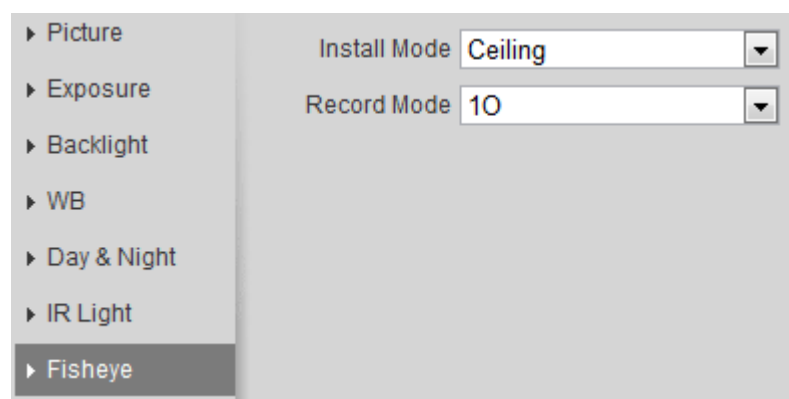 Picture
Exposure
Backlight
WB
Day & Night
IR Light
Fisheye
Install Mode Ceiling
Record Mode 1O